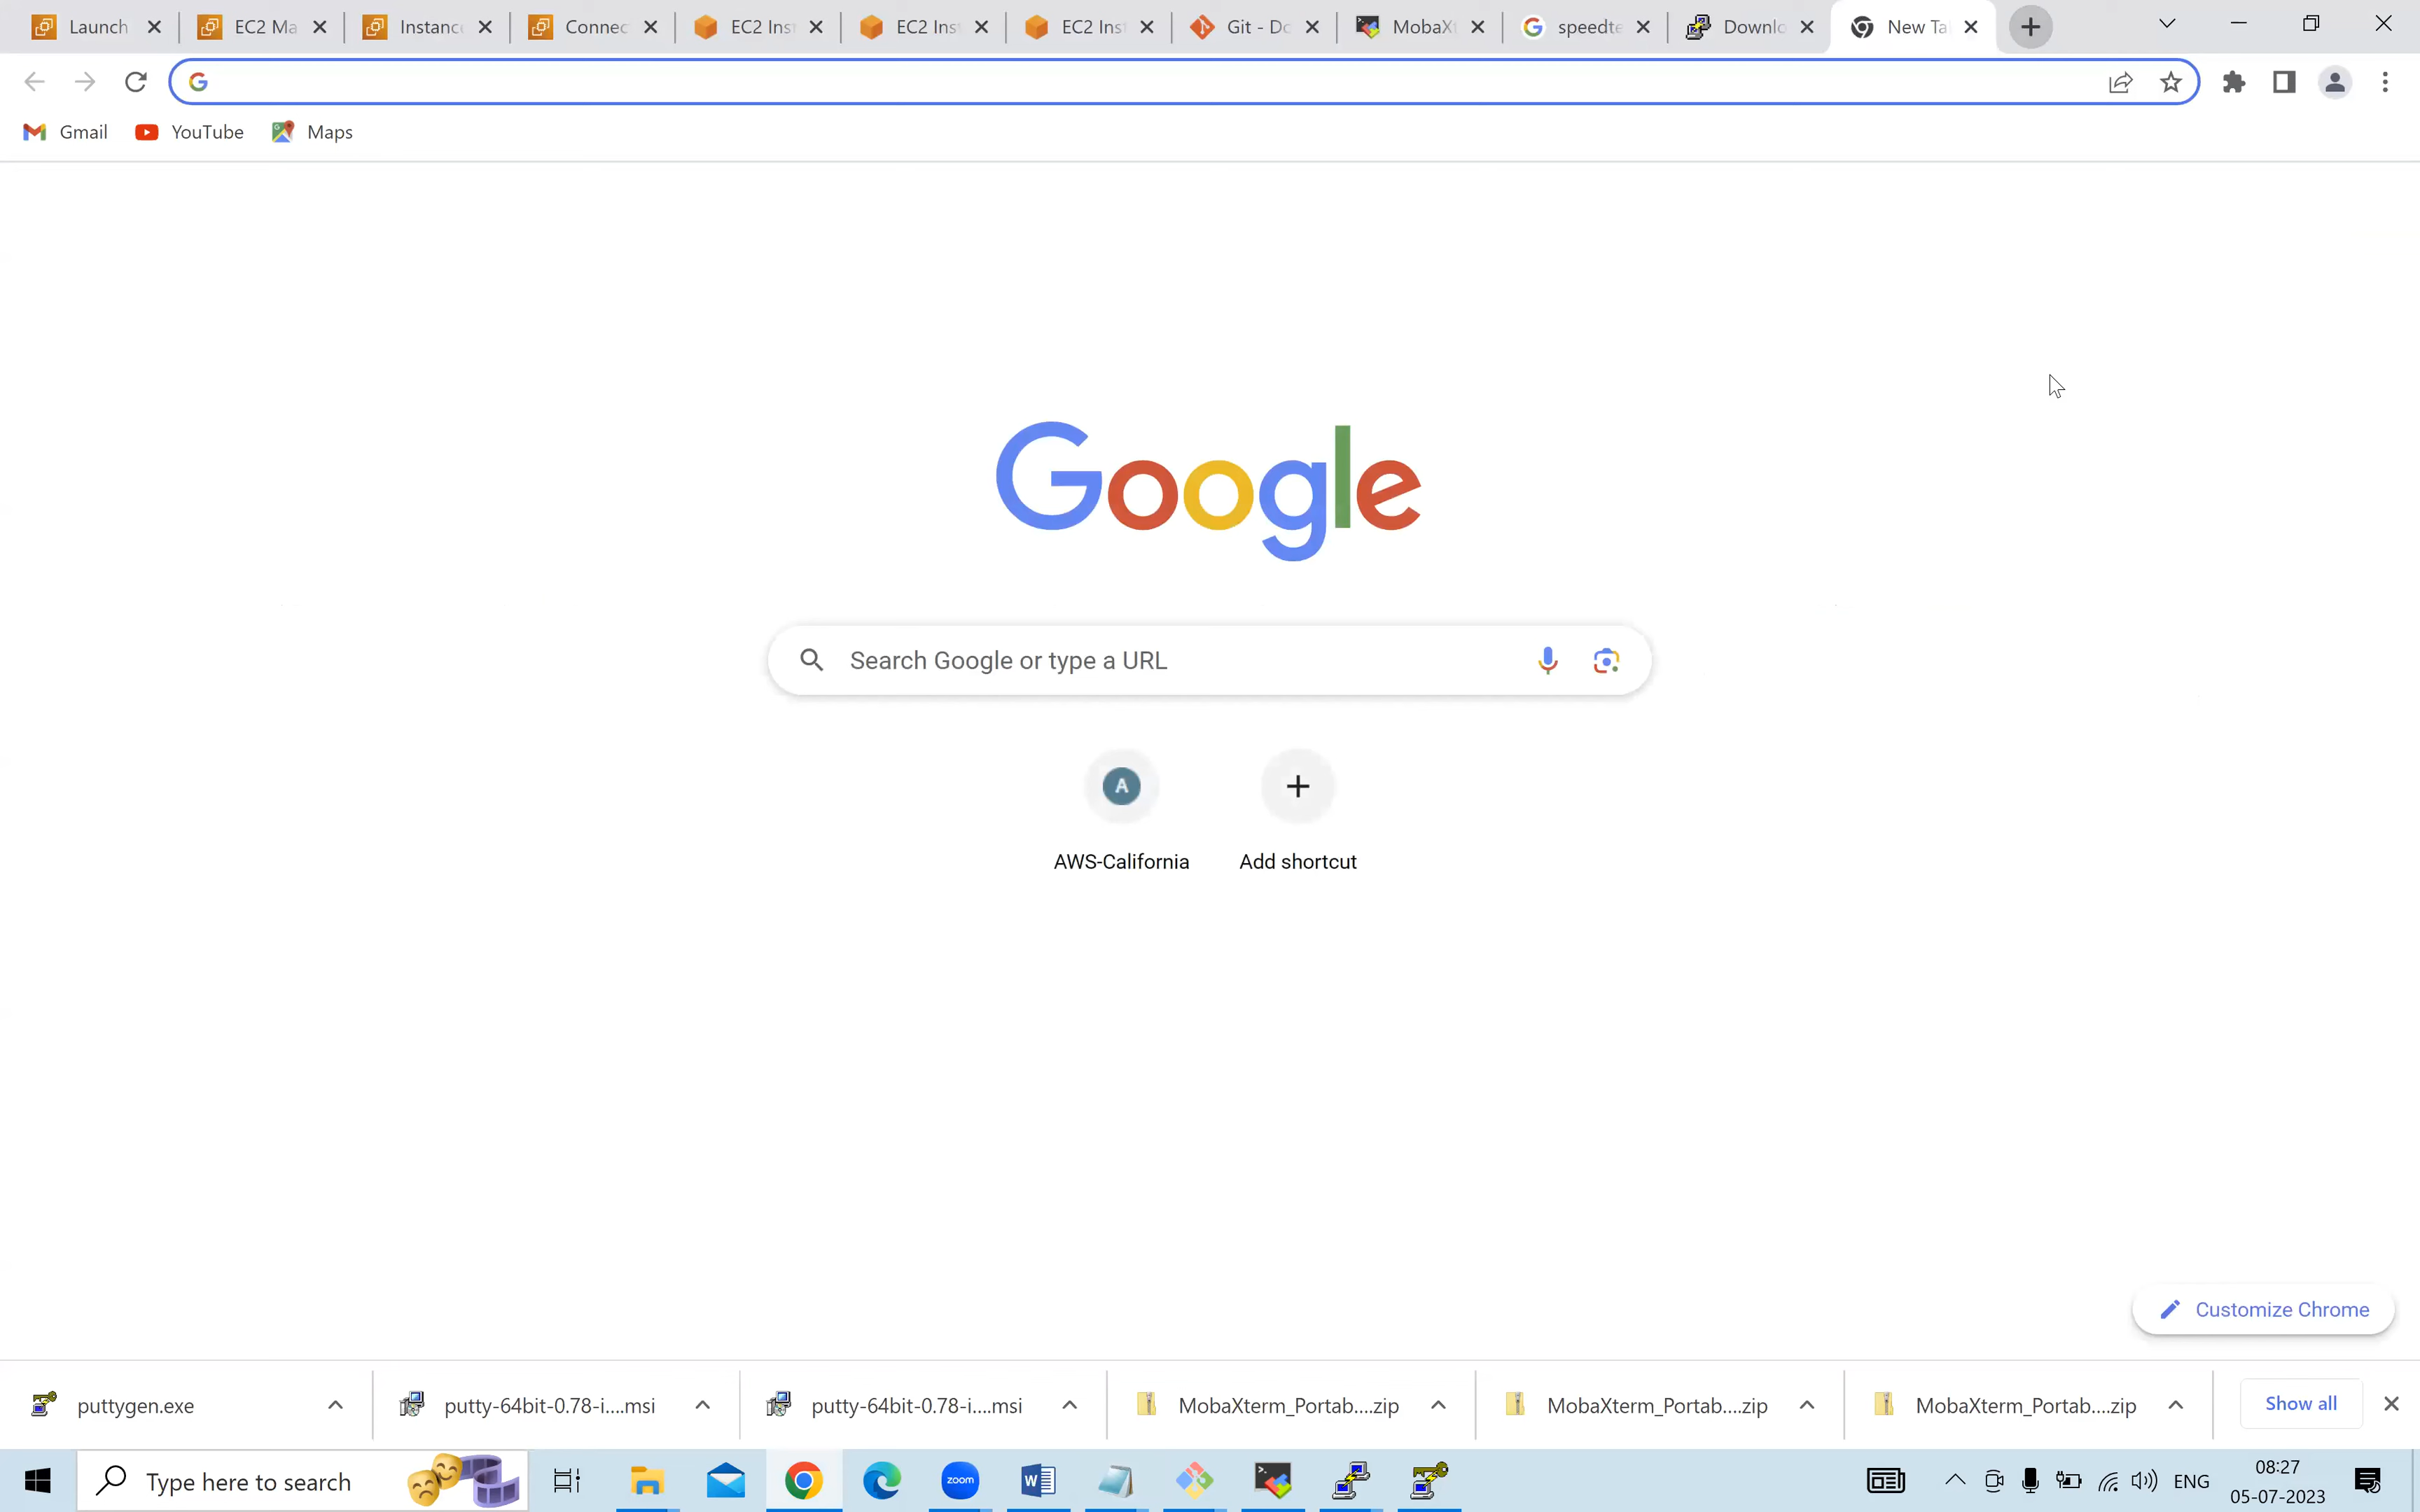 Launch EC2 Ma Instanc Connec EC2 Ins EC2 Ins EC2 Inst Git - Do MobaXt speedte Downlo New Ta
Gmail YouTube Maps
Google
Search Google or type a URL
A
AWS-California Add shortcut
Customize Chrome
puttygen.exe putty-64bit-0.78-i....msi putty-64bit-0.78-i....msi MobaXterm_Portab....zip MobaXterm_Portab....zip MobaXterm_Portab....zip Show all
Type here to search zoom W ENG 08:27
05-07-2023